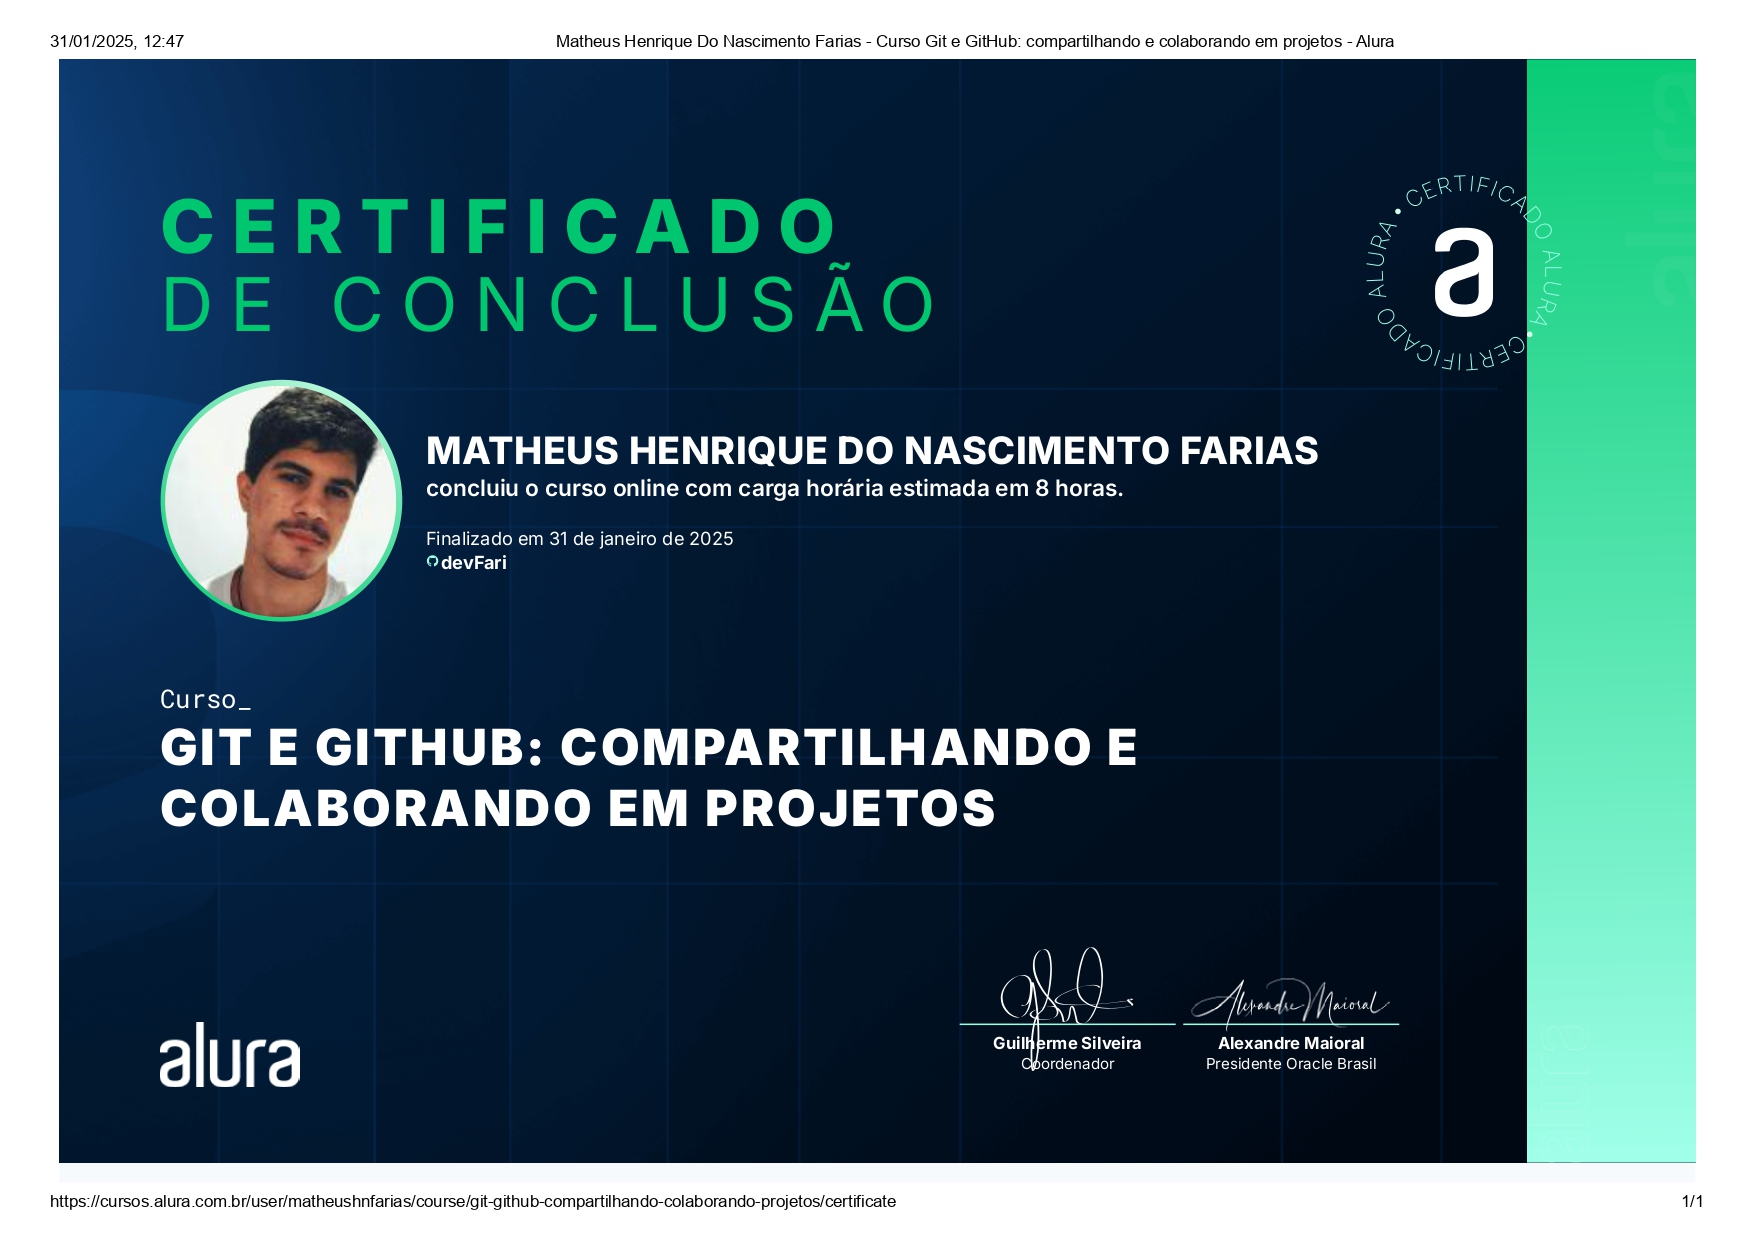 31/01/2025, 12:47
Matheus Henrique Do Nascimento Farias - Curso Git e GitHub: compartilhando e colaborando em projetos - Alura
CERTIFICADO
DE CONCLUSÃO
CERTIFICADO ALURA • CERTIFICADO ALURA •
a
MATHEUS HENRIQUE DO NASCIMENTO FARIAS
concluiu o curso online com carga horária estimada em 8 horas.
Finalizado em 31 de janeiro de 2025
devFari
Curso_
GIT E GITHUB: COMPARTILHANDO E
COLABORANDO EM PROJETOS
alura
Alexandre Maioral
Guilherme Silveira
Coordenador
Alexandre Maioral
Presidente Oracle Brasil
alura
alura
https://cursos.alura.com.br/user/matheushnfarias/course/git-github-compartilhando-colaborando-projetos/certificate
1/1